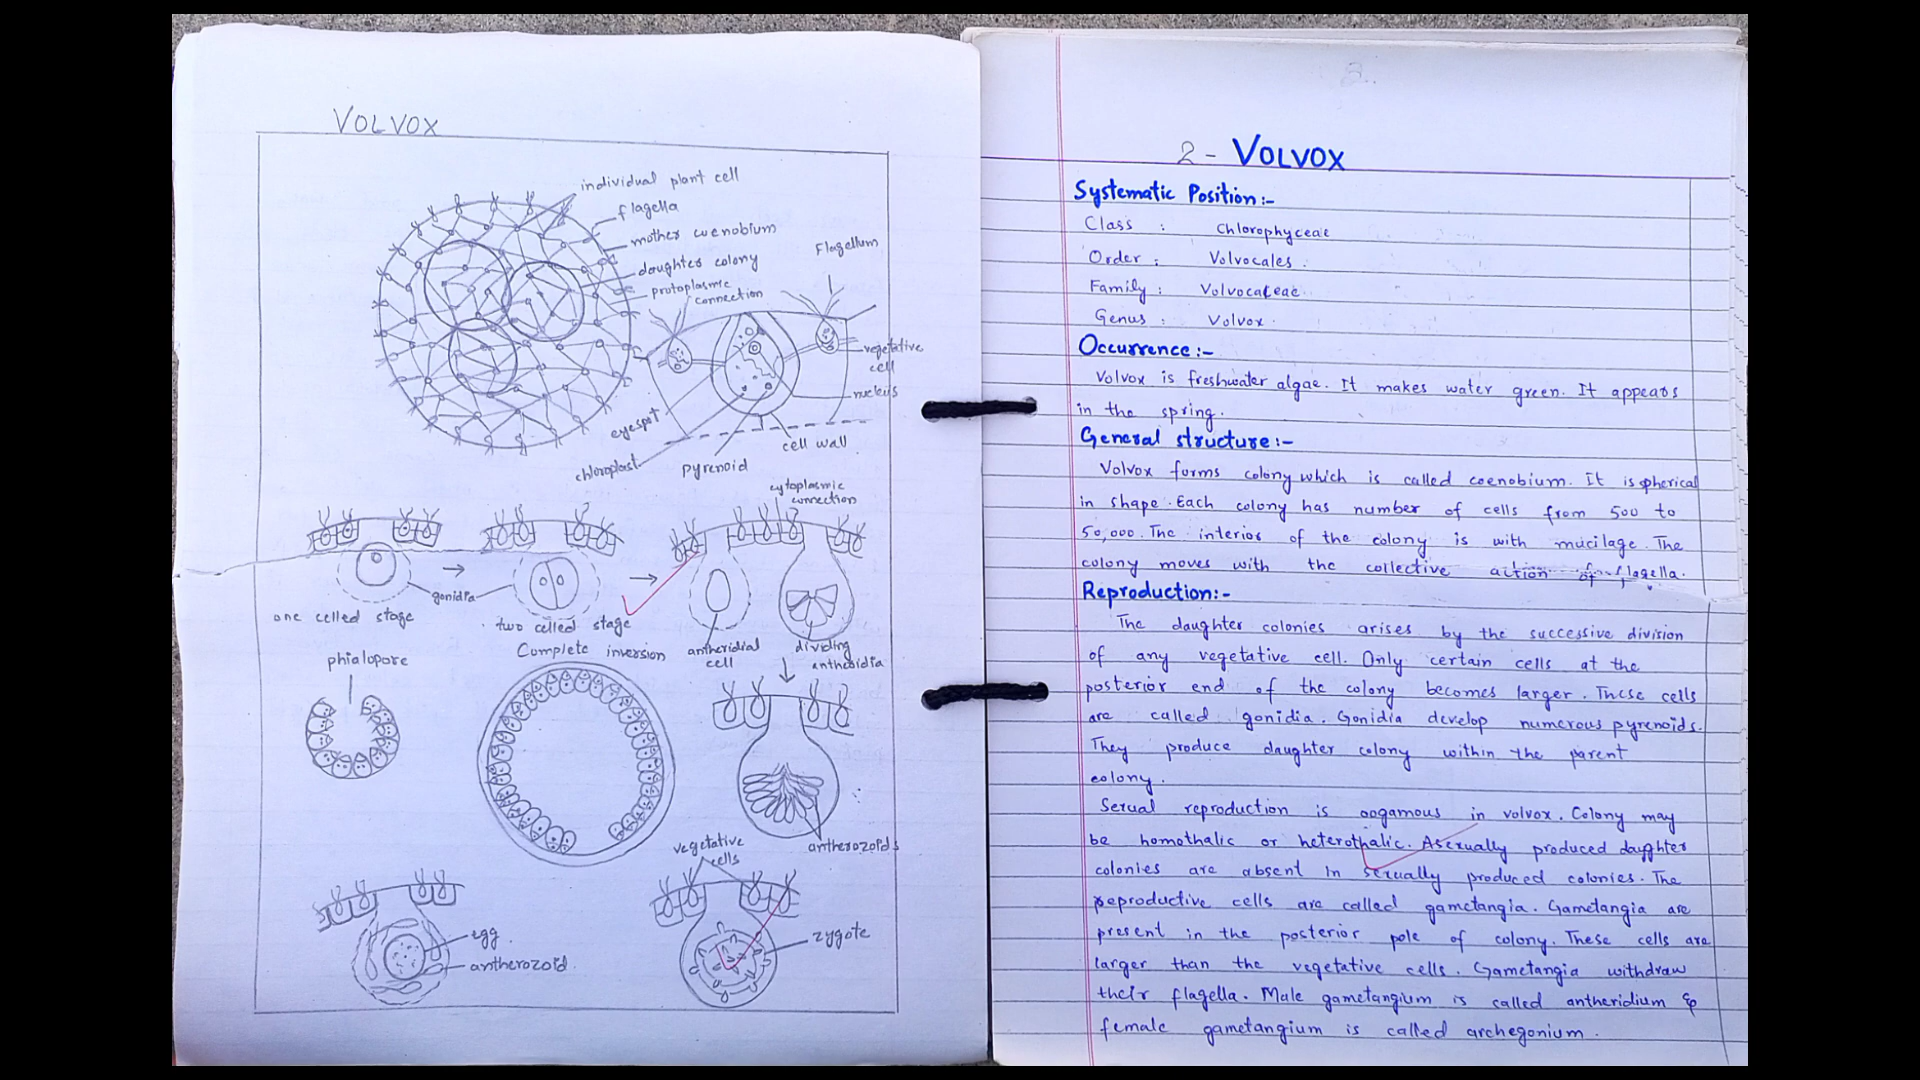 VOLVOX
individual plant cell
flagella
mother coenobium
Flagellum
daughter colony
protoplasmic
connection
vegetative
cell
nucleus
eyespot
cell wall
chloroplast
pyrenoid
cytoplasmic
connection
gonidia
one celled stage
two celled stage
antheridial
cell
dividing
antheridia
phialopore
Complete inversion
antherozoids
vegetative
cells
egg
antherozoid
zygote
2 - VOLVOX
Systematic Position:-
Class : Chlorophyceae
Order : Volvocales.
Family : Volvocaceae
Genus : Volvox.
Occurrence:-
Volvox is freshwater algae. It makes water green. It appears
in the spring.
General structure:-
Volvox forms colony which is called coenobium. It is spherical
in shape. Each colony has number of cells from 500 to
50,000. The interior of the colony is with mucilage. The
colony moves with the collective action of flagella.
Reproduction:-
The daughter colonies arises by the successive division
of any vegetative cell. Only certain cells at the
posterior end of the colony becomes larger. These cells
are called gonidia. Gonidia develop numerous pyrenoids.
They produce daughter colony within the parent
colony.
Sexual reproduction is oogamous in volvox. Colony may
be homothalic or heterothalic. Asexually produced daughter
colonies are absent in sexually produced colonies. The
reproductive cells are called gametangia. Gametangia are
present in the posterior pole of colony. These cells are
larger than the vegetative cells. Gametangia withdraw
their flagella. Male gametangium is called antheridium &
female gametangium is called archegonium.